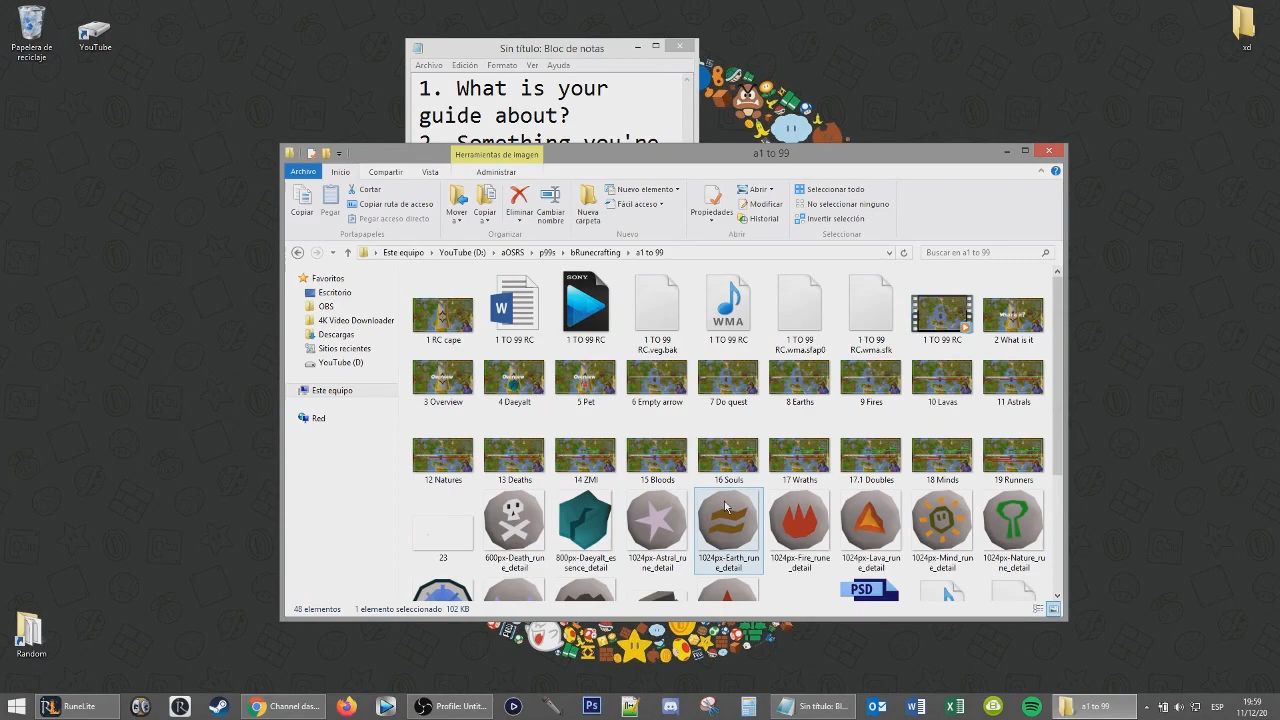 Papelera de
reciclaje
YouTube
xd
Sin título: Bloc de notas
Archivo Edición Formato Ver Ayuda
1. What is your
guide about?
2. Something you're
Herramientas de imagen
a1 to 99
Archivo Inicio Compartir Vista Administrar
Copiar
Pegar
Cortar
Copiar ruta de acceso
Pegar acceso directo
Mover a
Copiar a
Eliminar
Cambiar nombre
Nueva carpeta
Nuevo elemento
Fácil acceso
Propiedades
Abrir
Modificar
Historial
Seleccionar todo
No seleccionar ninguno
Invertir selección
Portapapeles Organizar Nuevo Abrir Seleccionar
Este equipo YouTube (D:) aOSRS p99s bRunecrafting a1 to 99
Buscar en a1 to 99
Favoritos
Escritorio
OBS
4K Video Downloader
Descargas
Sitios recientes
YouTube (D)
Este equipo
Red
SONY
WMA
What is it?
1 RC cape
1 TO 99 RC
1 TO 99 RC
1 TO 99 RC.veg.bak
1 TO 99 RC
1 TO 99 RC.wma.sfap0
1 TO 99 RC.wma.sfk
1 TO 99 RC
2 What is it
Overview
Overview
Overview
3 Overview
4 Daeyalt
5 Pet
6 Empty arrow
7 Do quest
8 Earths
9 Fires
10 Lavas
11 Astrals
12 Natures
13 Deaths
14 ZMI
15 Bloods
16 Souls
17 Wraths
17.1 Doubles
18 Minds
19 Runners
23
600px-Death_rune_detail
800px-Daeyalt_essence_detail
1024px-Astral_rune_detail
1024px-Earth_rune_detail
1024px-Fire_rune_detail
1024px-Lava_rune_detail
1024px-Mind_rune_detail
1024px-Nature_rune_detail
PSD
48 elementos 1 elemento seleccionado 102 KB
Random
RuneLite
Channel das...
Profile: Untit...
Sin título: Bl...
a1 to 99
ESP
19:59
11/12/20